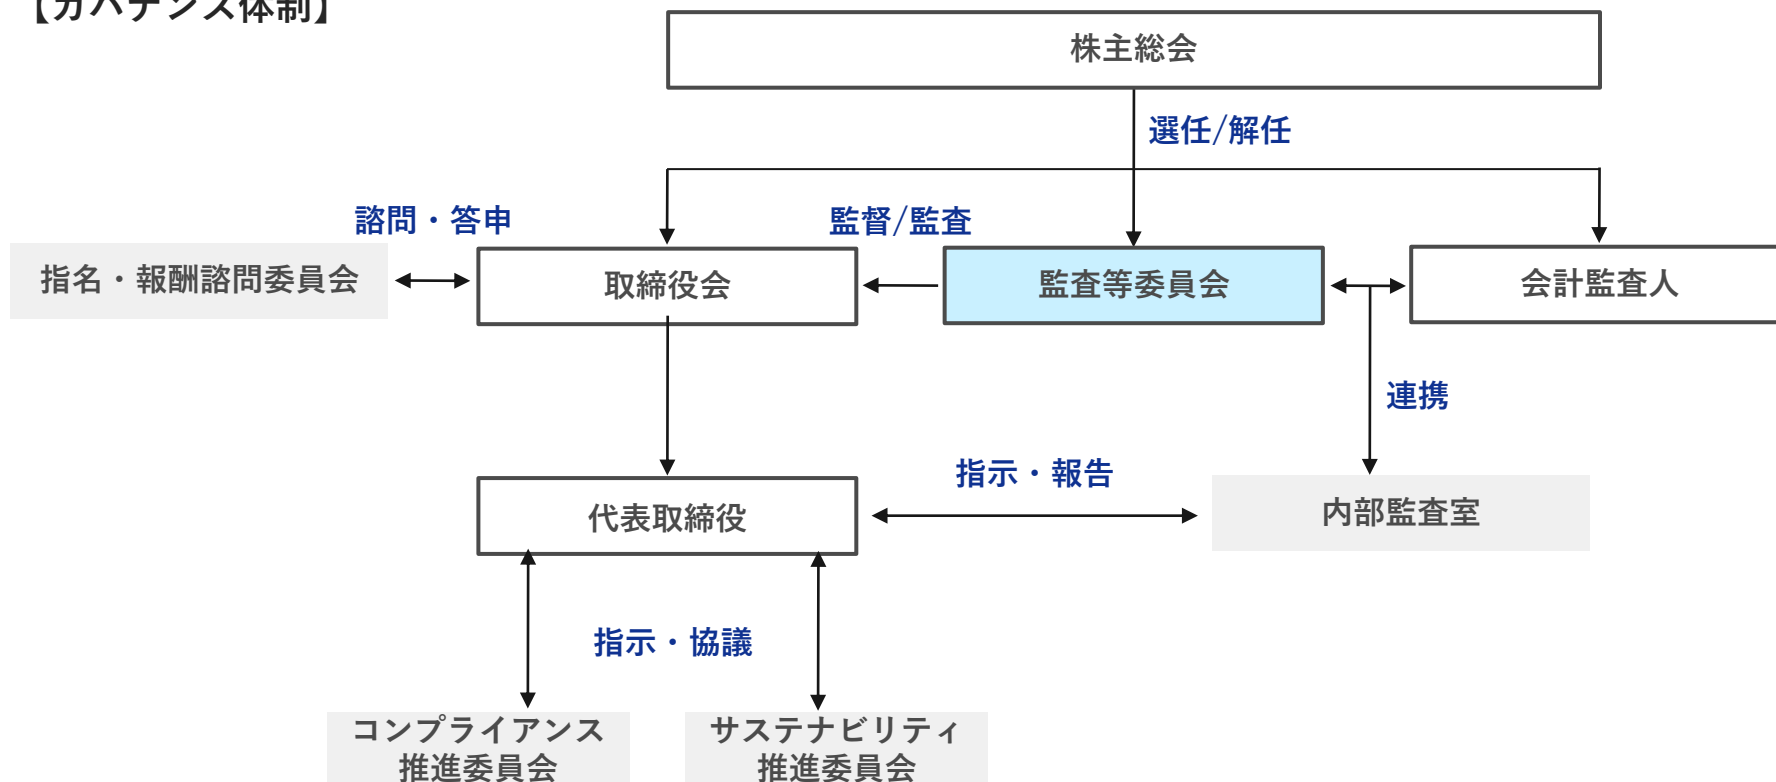 【ガバナンス体制】
株主総会
選任/解任
諮問・答申
監督/監査
指名・報酬諮問委員会
取締役会
監査等委員会
会計監査人
連携
指示・報告
代表取締役
内部監査室
指示・協議
コンプライアンス
推進委員会
サステナビリティ
推進委員会